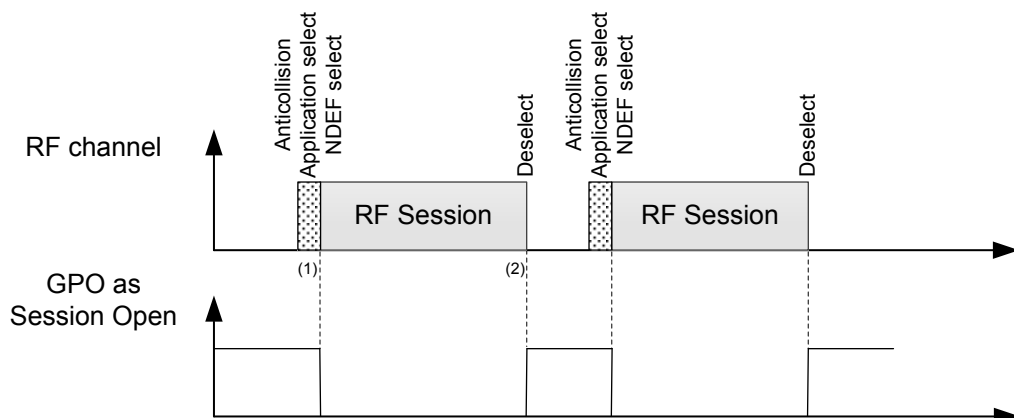 Anticollision
Application select
NDEF select
Deselect
Anticollision
Application select
NDEF select
Deselect
RF channel
RF Session
RF Session
(1)
(2)
GPO as
Session Open